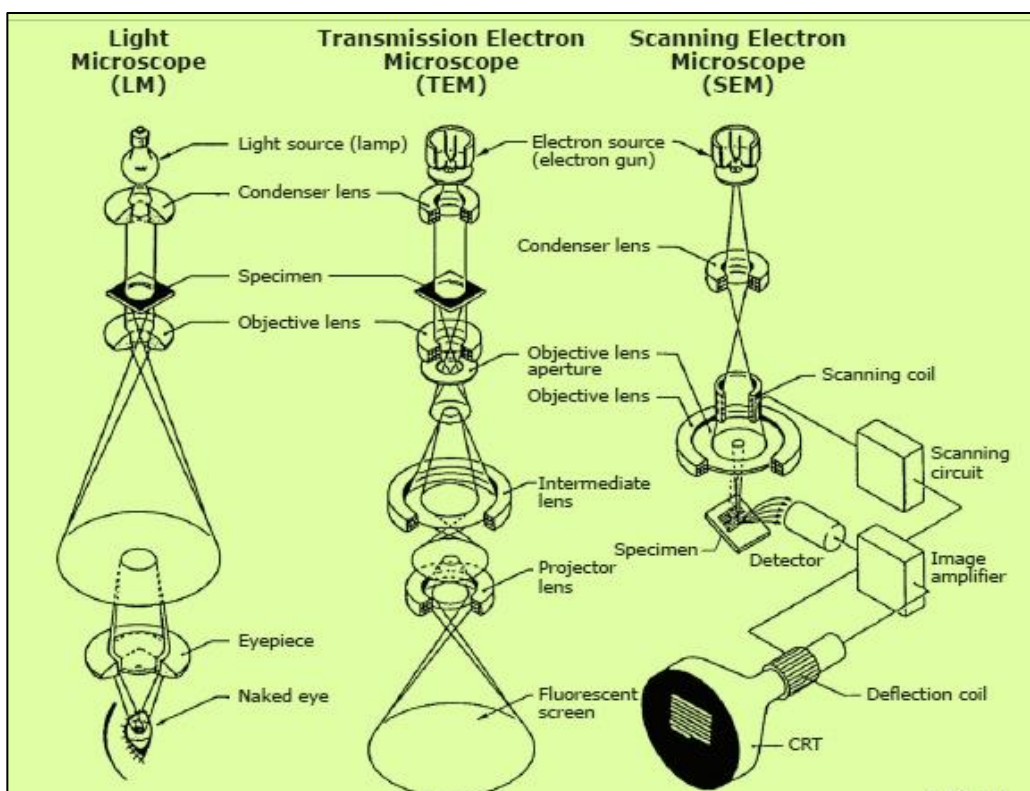 Light
Microscope
(LM)
Transmission Electron
Microscope
(TEM)
Scanning Electron
Microscope
(SEM)
Light source (lamp)
Electron source
(electron gun)
Condenser lens
Condenser lens
Specimen
Objective lens
Objective lens
aperture
Objective lens
Scanning coil
Scanning
circuit
Intermediate
lens
Specimen
Detector
Image
amplifier
Projector
lens
Eyepiece
Naked eye
Fluorescent
screen
Deflection coil
CRT